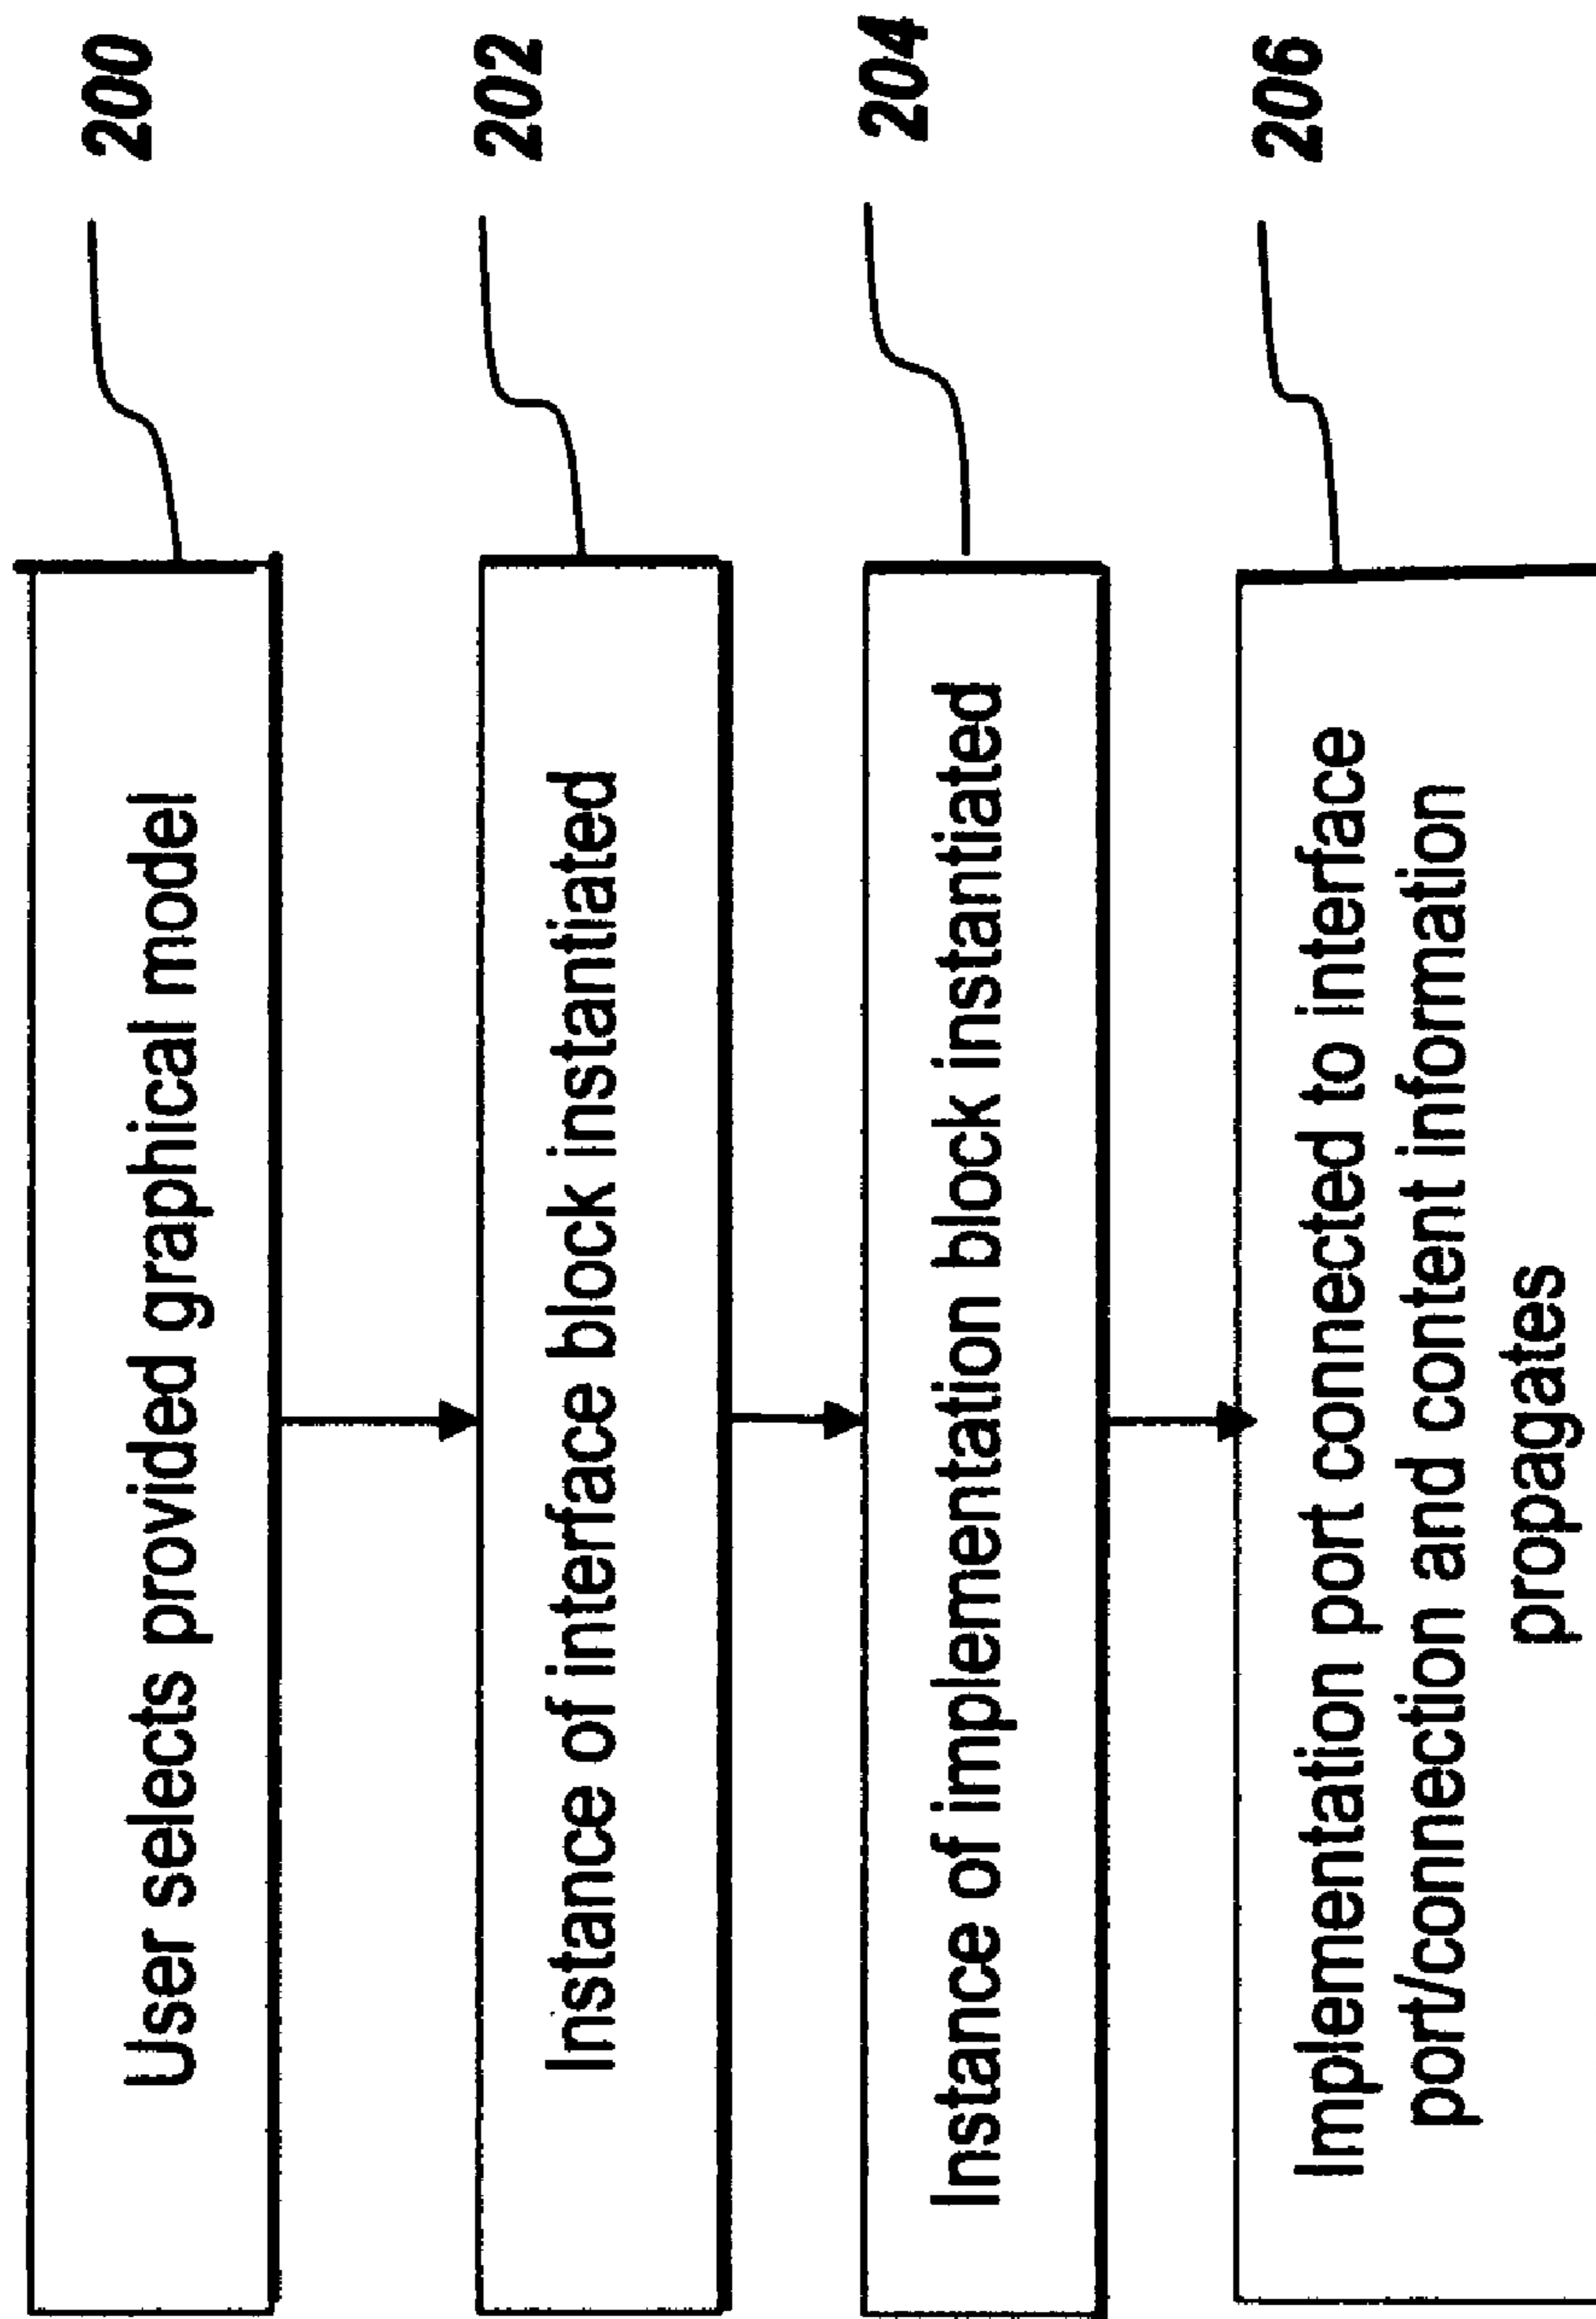 User selects provided graphical model
200
Instance of interface block instantiated
202
Instance of implementation block instantiated
204
Implementation port connected to interface
port/connection and content information
propagates
206